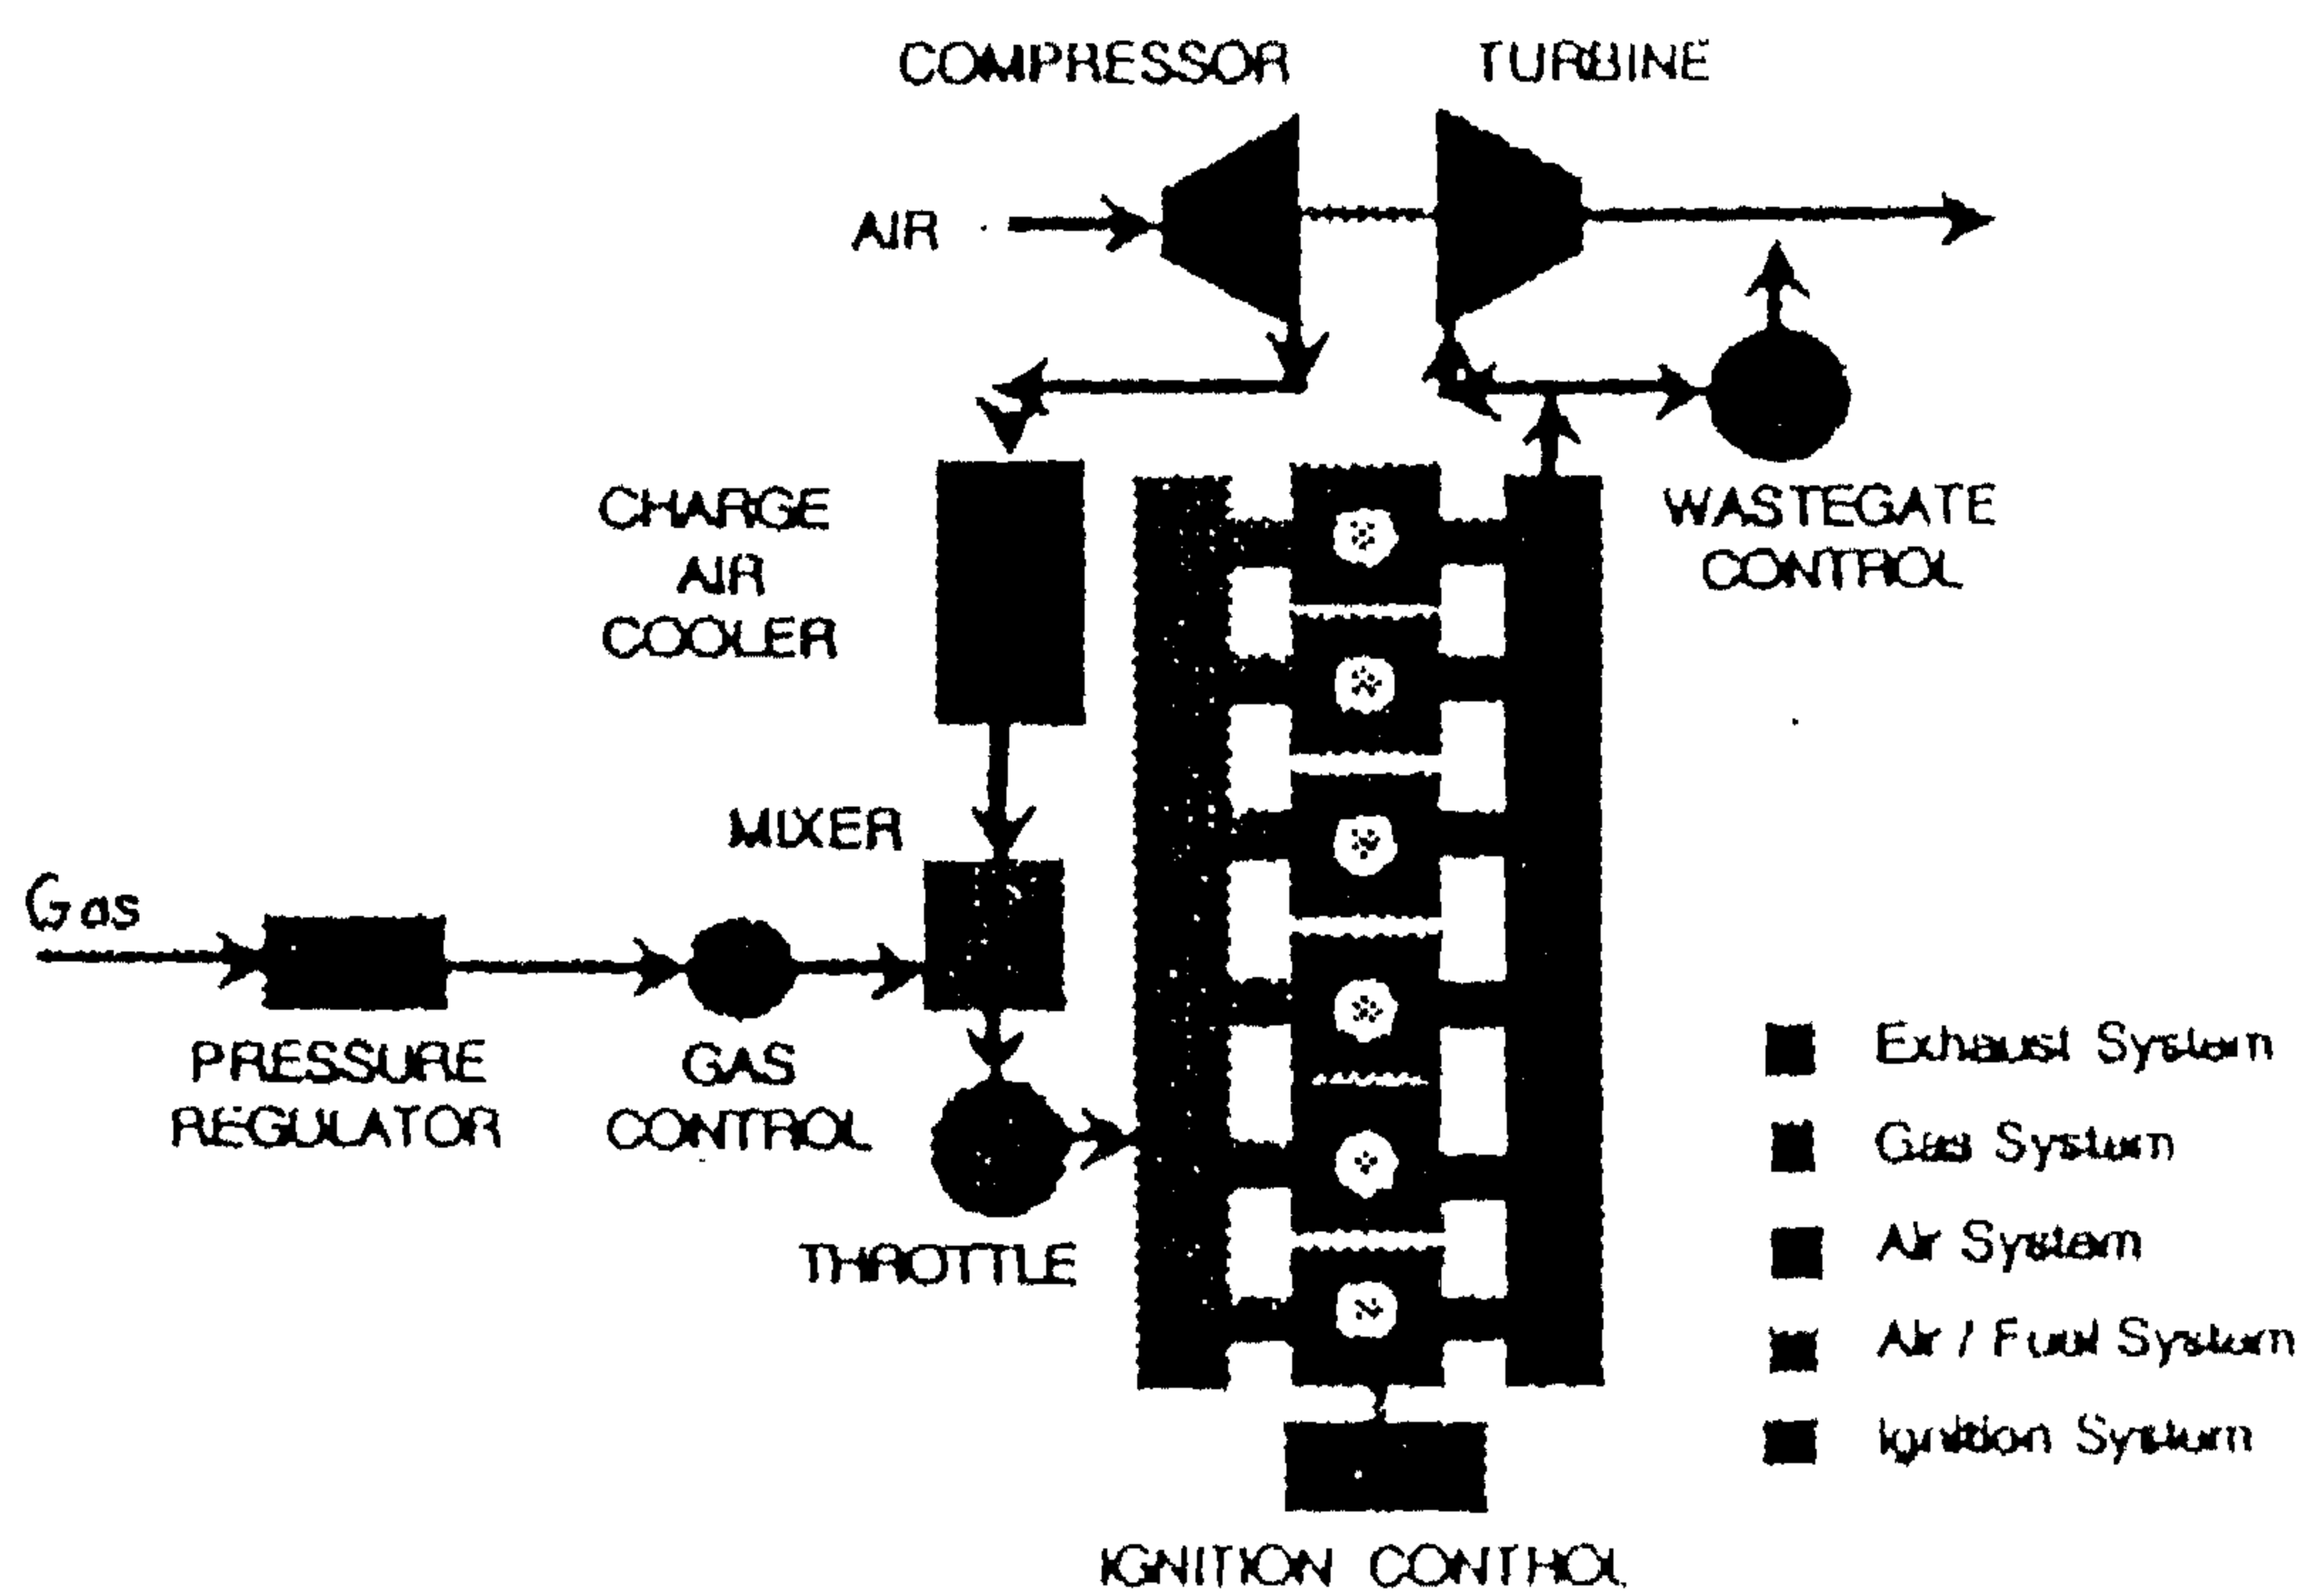 COMPRESSOR
TURBINE
AIR
CHARGE
AIR
COOLER
WASTEGATE
CONTROL
MIXER
Gas
PRESSURE
REGULATOR
GAS
CONTROL
THROTTLE
Exhaust System
Gas System
Air System
Air / Fuel System
Ignition System
IGNITION CONTROL